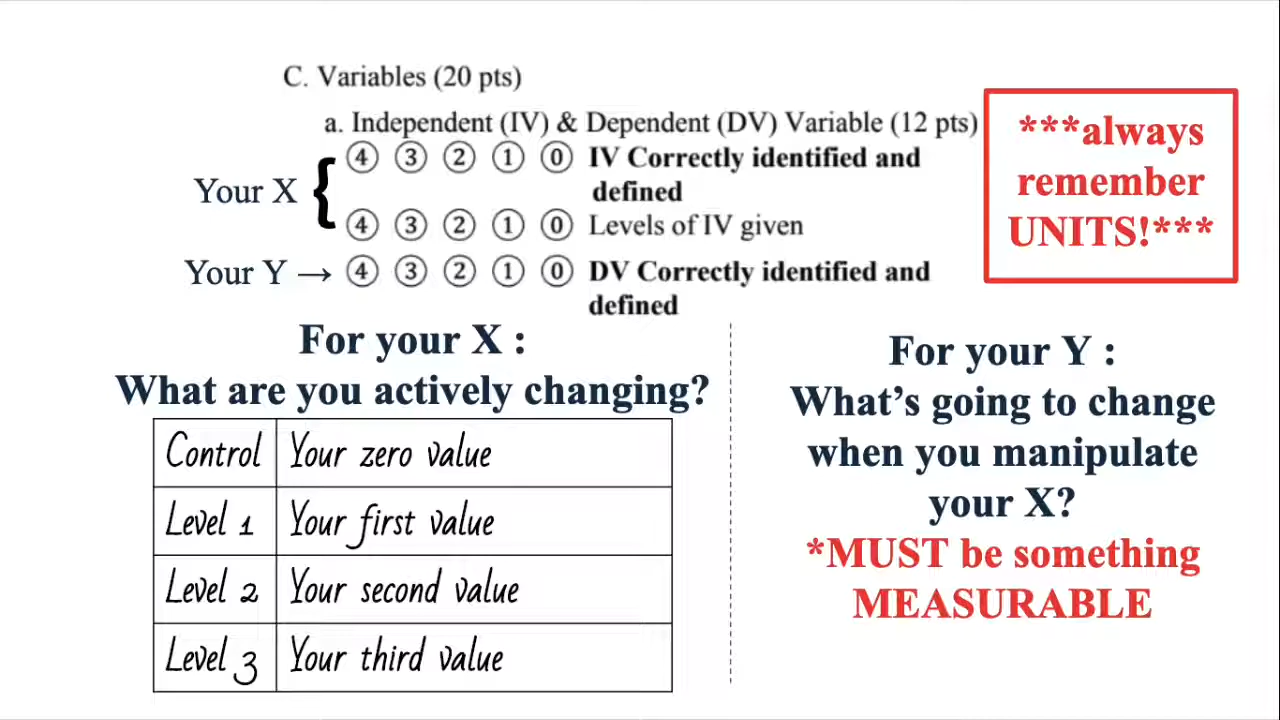 C. Variables (20 pts)
a. Independent (IV) & Dependent (DV) Variable (12 pts)
Your X { ④ ③ ② ① ⓪ IV Correctly identified and
defined
④ ③ ② ① ⓪ Levels of IV given
Your Y → ④ ③ ② ① ⓪ DV Correctly identified and
defined
***always
remember
UNITS!***
For your X :
What are you actively changing?
Control Your zero value
Level 1 Your first value
Level 2 Your second value
Level 3 Your third value
For your Y :
What’s going to change
when you manipulate
your X?
*MUST be something
MEASURABLE